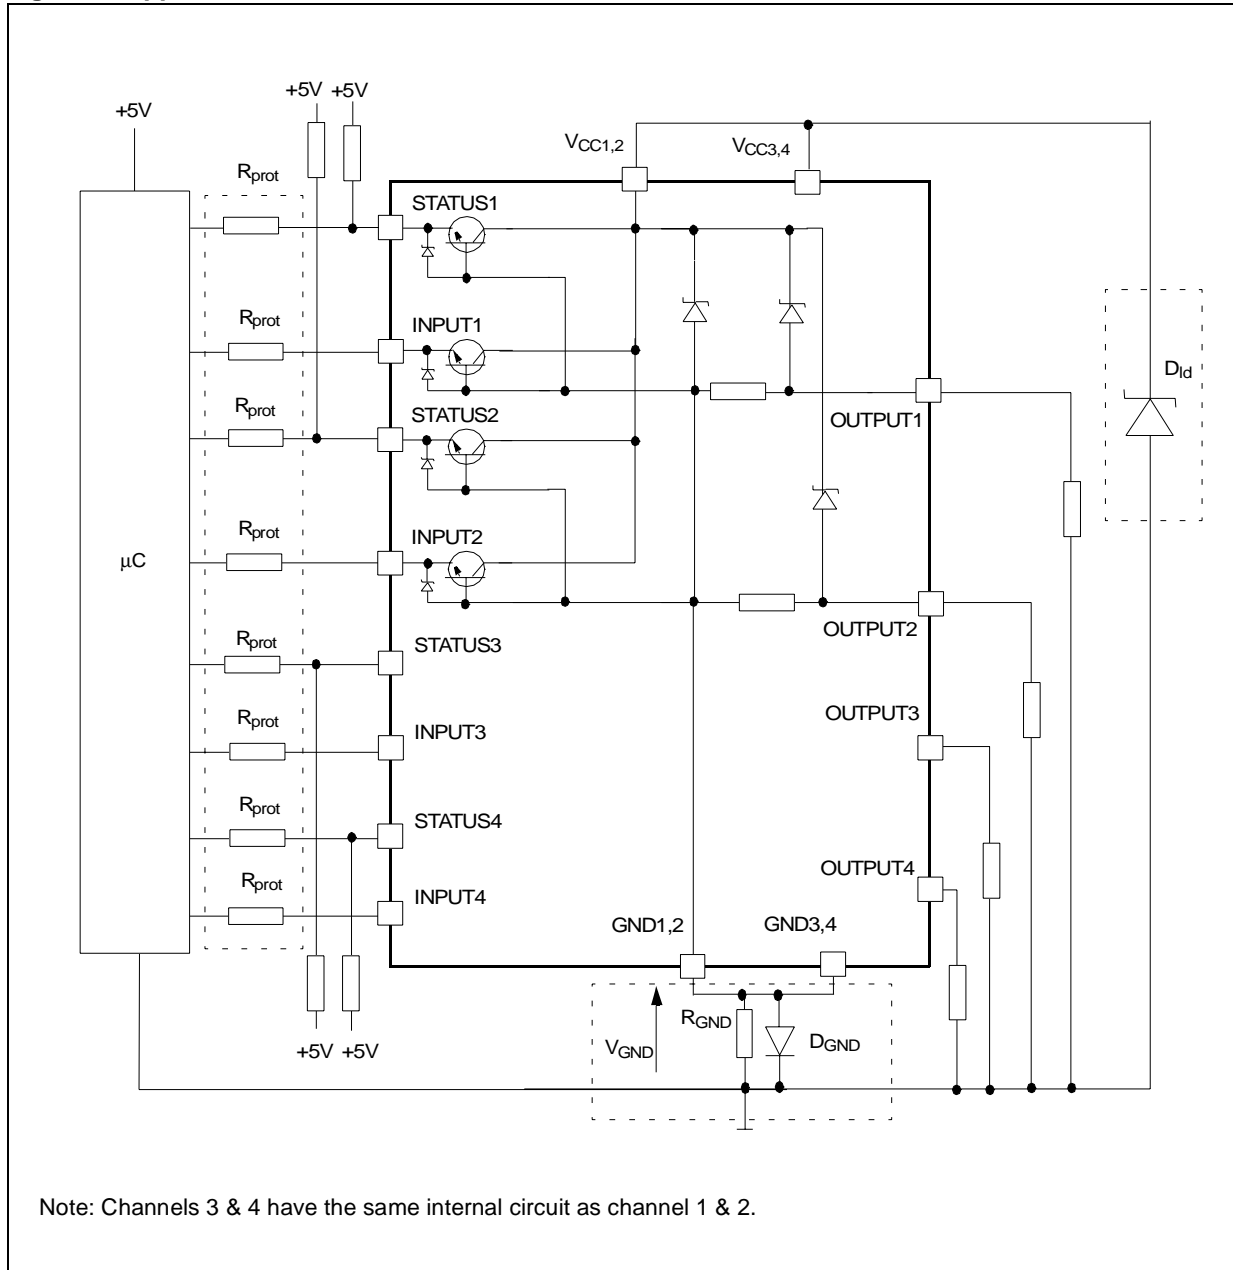 +5V
+5V
+5V
VCC1,2
VCC3,4
Rprot
STATUS1
Rprot
INPUT1
Dld
Rprot
STATUS2
OUTPUT1
Rprot
INPUT2
μC
Rprot
STATUS3
OUTPUT2
Rprot
INPUT3
OUTPUT3
Rprot
STATUS4
Rprot
INPUT4
OUTPUT4
GND1,2
GND3,4
RGND
DGND
VGND
+5V
+5V
Note: Channels 3 & 4 have the same internal circuit as channel 1 & 2.